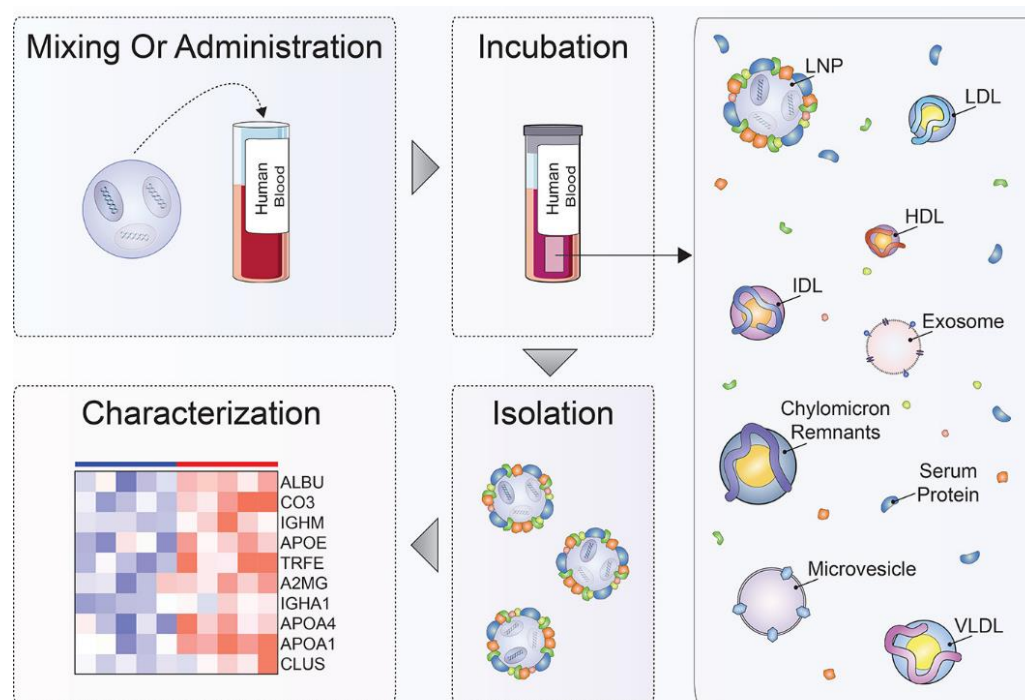 Mixing Or Administration
Human
Blood
Incubation
Human
Blood
LNP
LDL
HDL
IDL
Exosome
Chylomicron
Remnants
Serum
Protein
Microvesicle
VLDL
Isolation
Characterization
ALBU
CO3
IGHM
APOE
TRFE
A2MG
IGHA1
APOA4
APOA1
CLUS